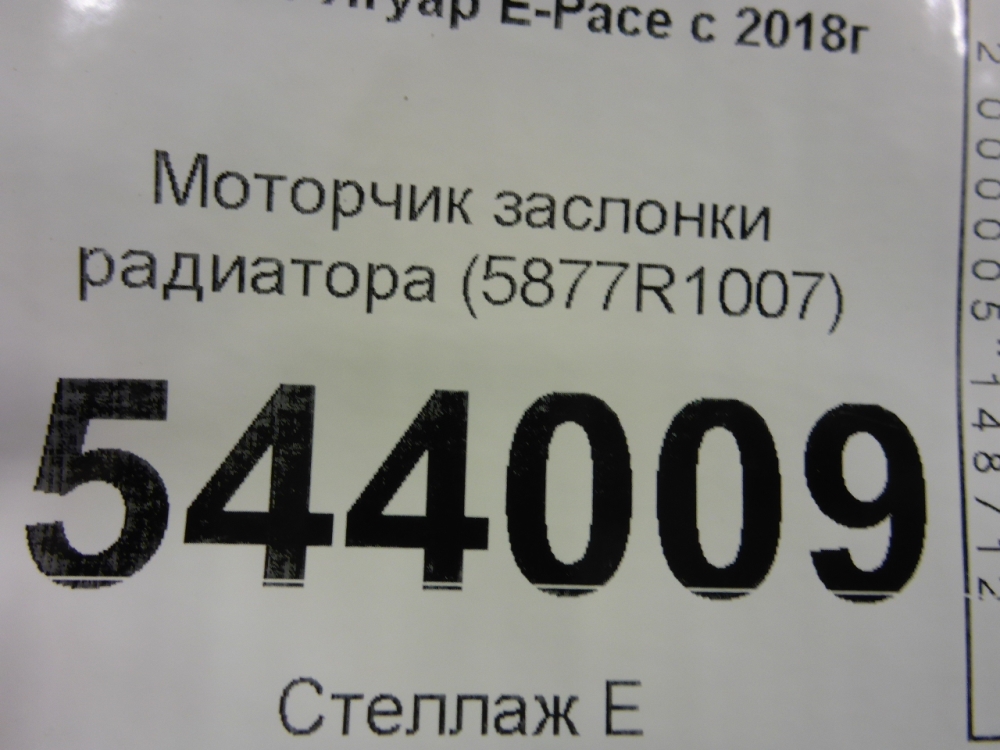 Ягуар E-Pace с 2018г
Моторчик заслонки
радиатора (5877R1007)
544009
Стеллаж Е